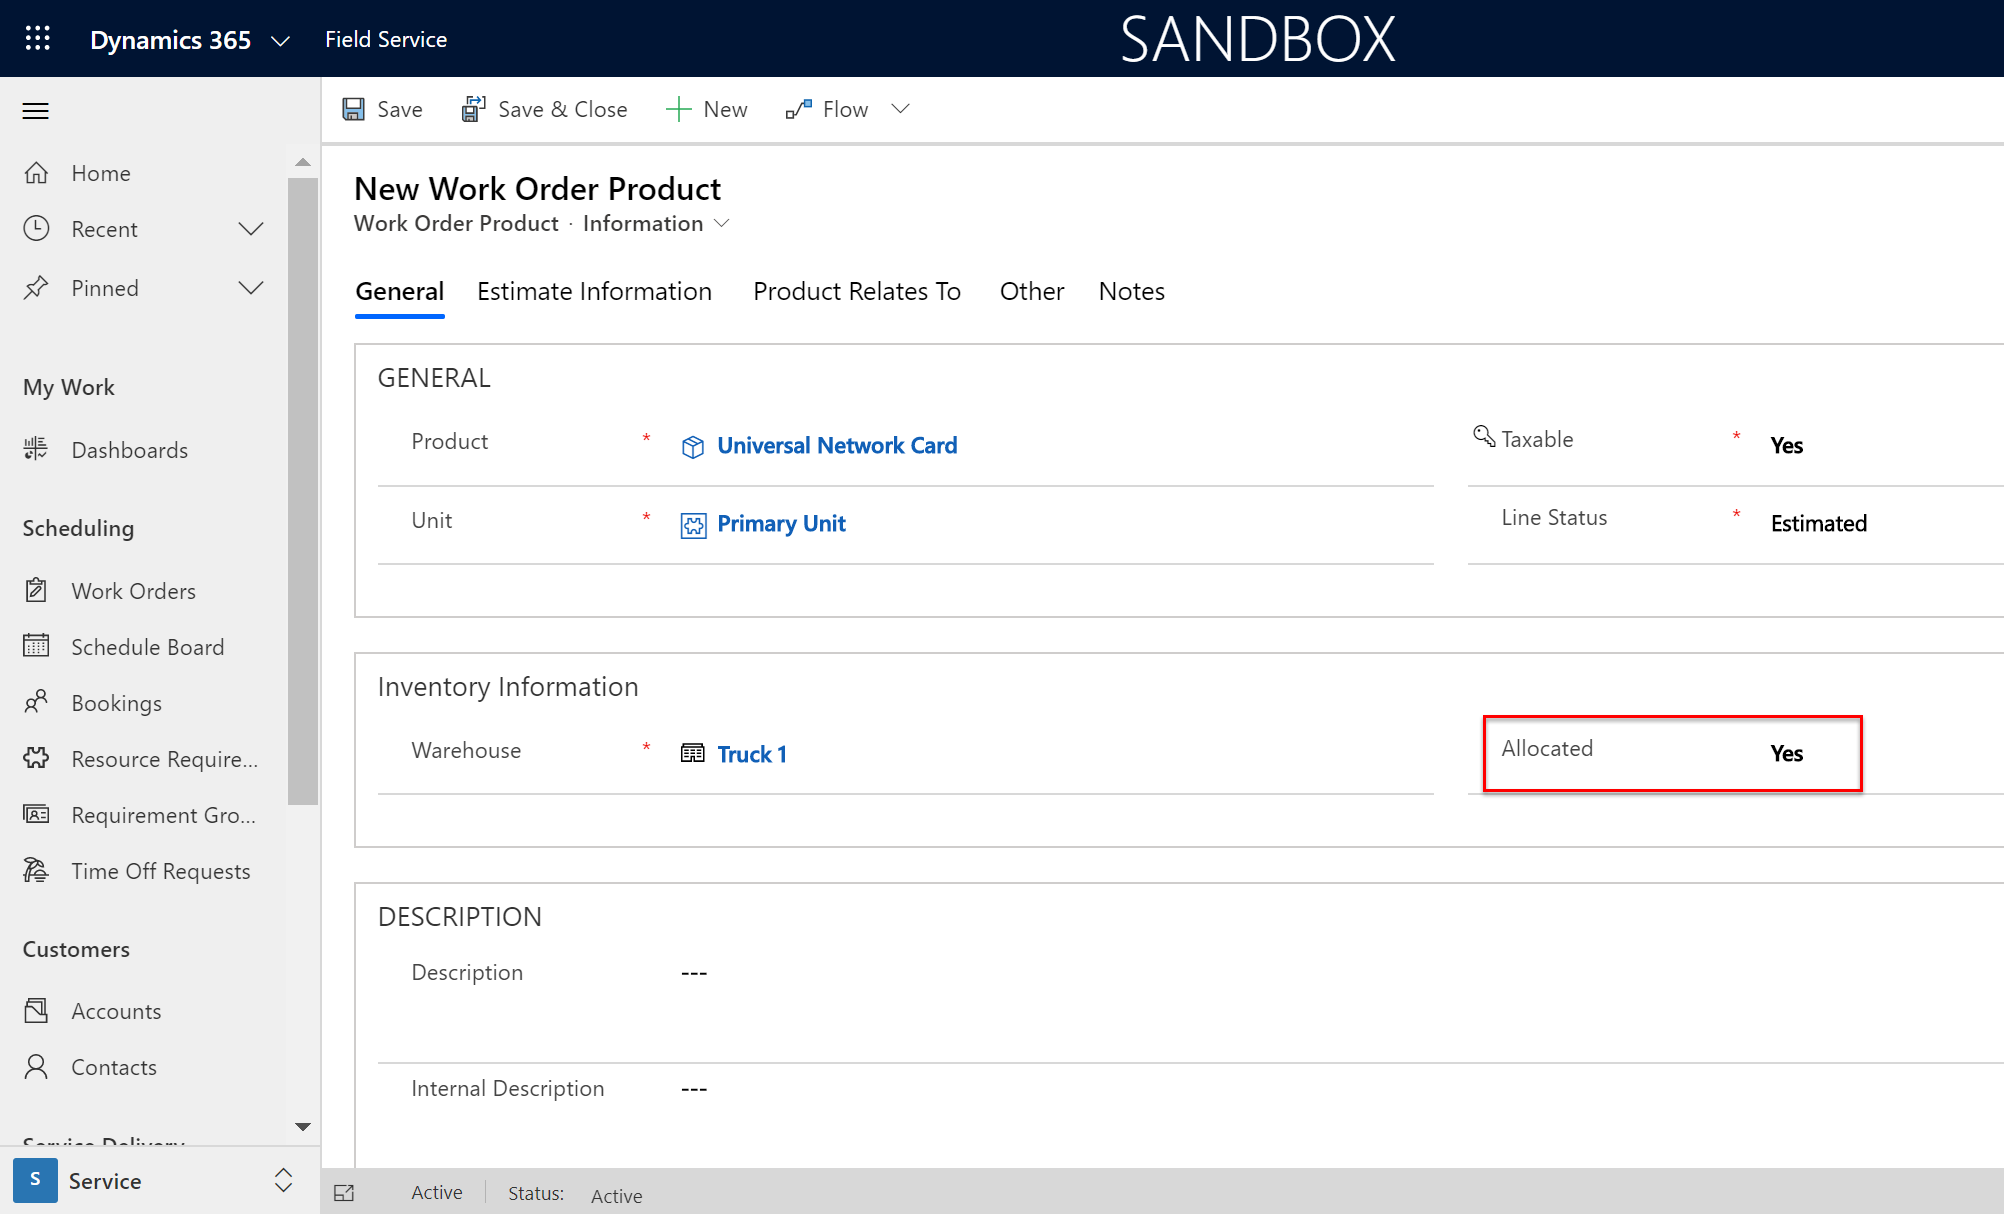 Dynamics 365
Field Service
SANDBOX
Save
Save & Close
New
Flow
Home
Recent
Pinned
My Work
Dashboards
Scheduling
Work Orders
Schedule Board
Bookings
Resource Require...
Requirement Gro...
Time Off Requests
Customers
Accounts
Contacts
Service Delivery
S
Service
New Work Order Product
Work Order Product · Information
General
Estimate Information
Product Relates To
Other
Notes
GENERAL
Product * Universal Network Card
Taxable * Yes
Unit * Primary Unit
Line Status * Estimated
Inventory Information
Warehouse * Truck 1
Allocated Yes
DESCRIPTION
Description ---
Internal Description ---
Active
Status: Active